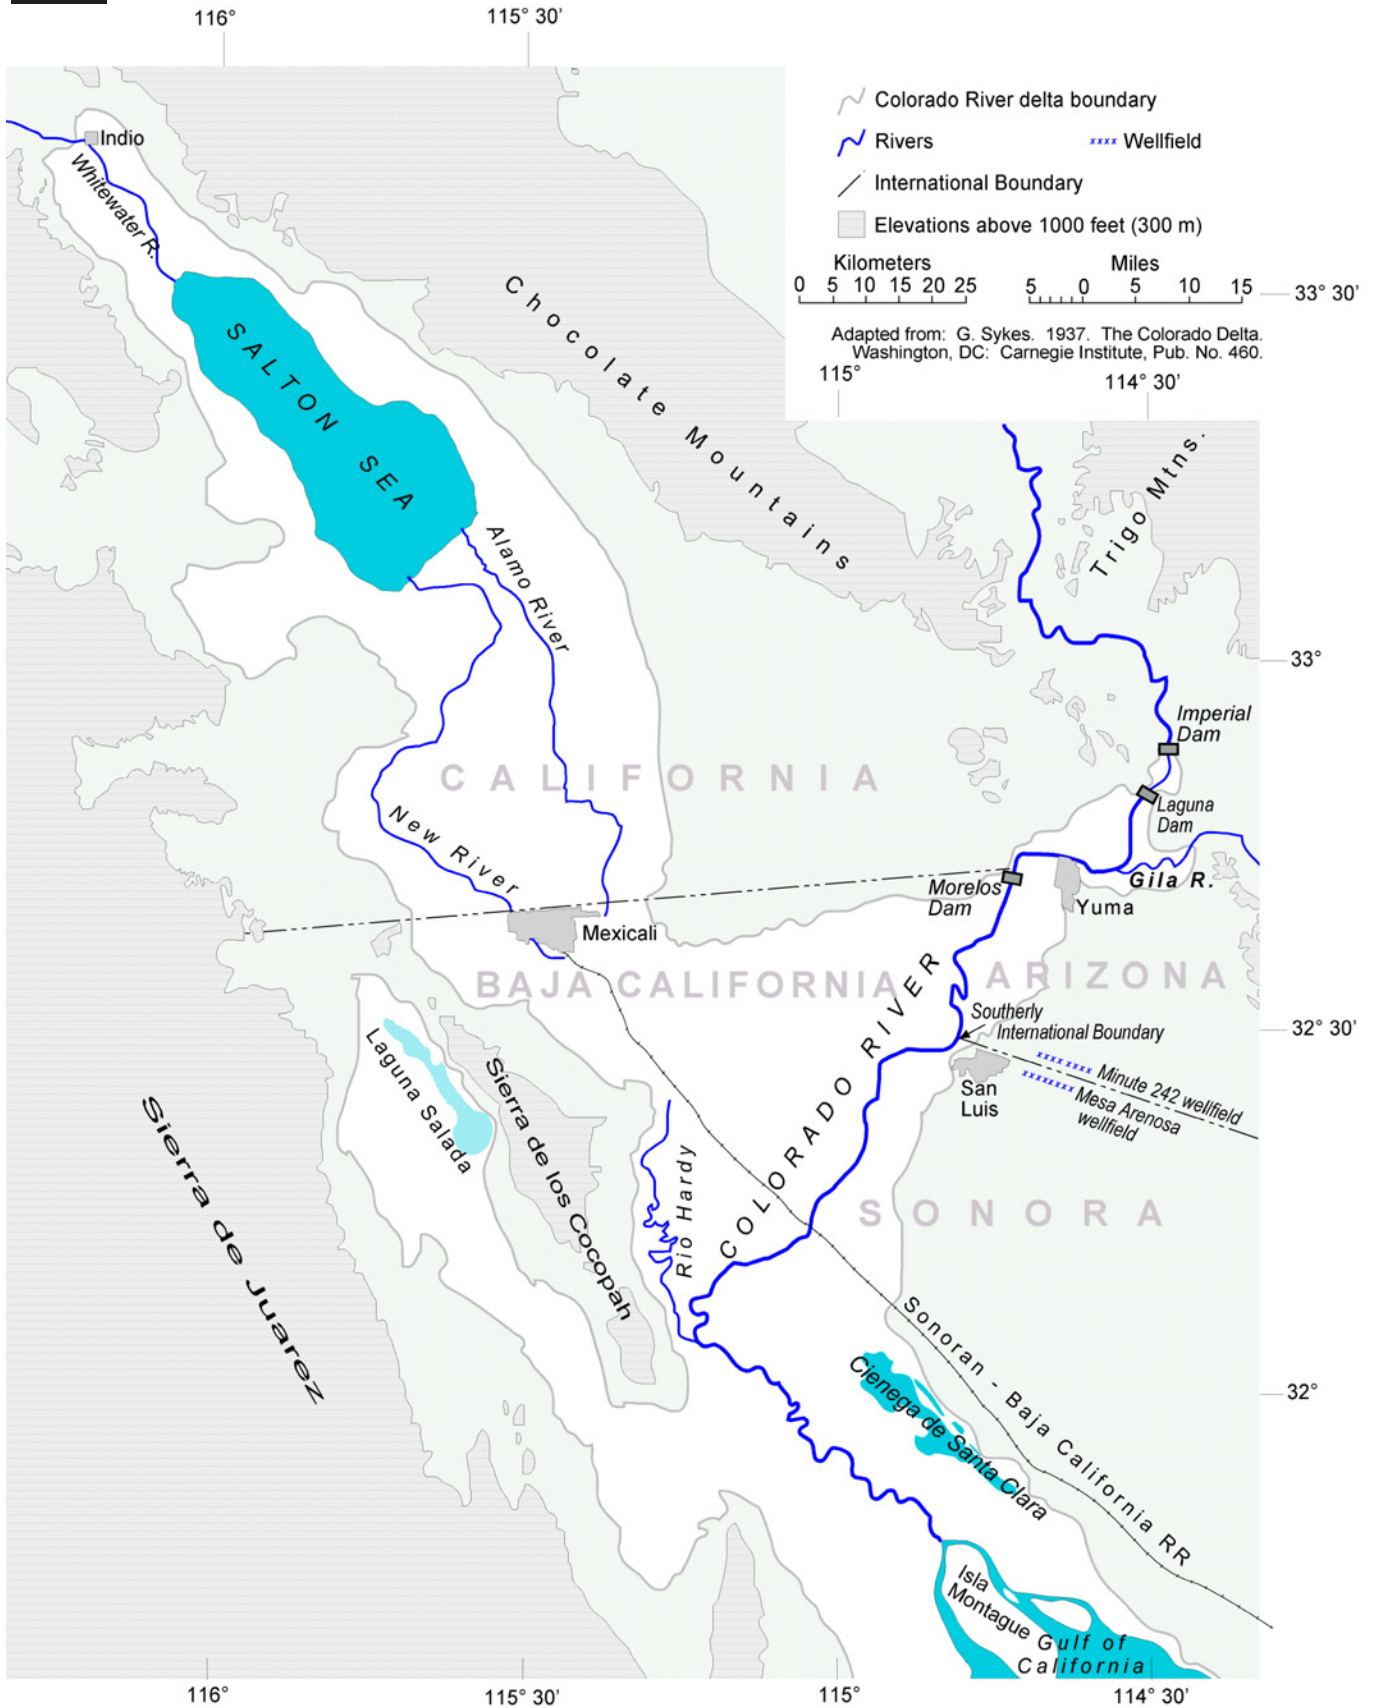 116°
115° 30'
Colorado River delta boundary
Rivers
xxxx Wellfield
International Boundary
Elevations above 1000 feet (300 m)
Kilometers
0 5 10 15 20 25
Miles
5 0 5 10 15
Adapted from: G. Sykes. 1937. The Colorado Delta.
Washington, DC: Carnegie Institute, Pub. No. 460.
33° 30'
115°
114° 30'
Indio
Whitewater R.
SALTON SEA
Chocolate Mountains
Trigo Mtns.
Alamo River
33°
Imperial
Dam
CALIFORNIA
Laguna
Dam
New River
Gila R.
Morelos
Dam
Yuma
Mexicali
BAJA CALIFORNIA
ARIZONA
COLORADO RIVER
Southerly
International Boundary
32° 30'
Laguna Salada
Sierra de los Cocopah
San
Luis
xxxxxxxx Minute 242 wellfield
xxxxxxxx Mesa Arenosa
wellfield
Sierra de Juarez
Rio Hardy
SONORA
Sonoran - Baja California RR
Cienega de Santa Clara
32°
Isla
Montague
Gulf of
California
116°
115° 30'
115°
114° 30'